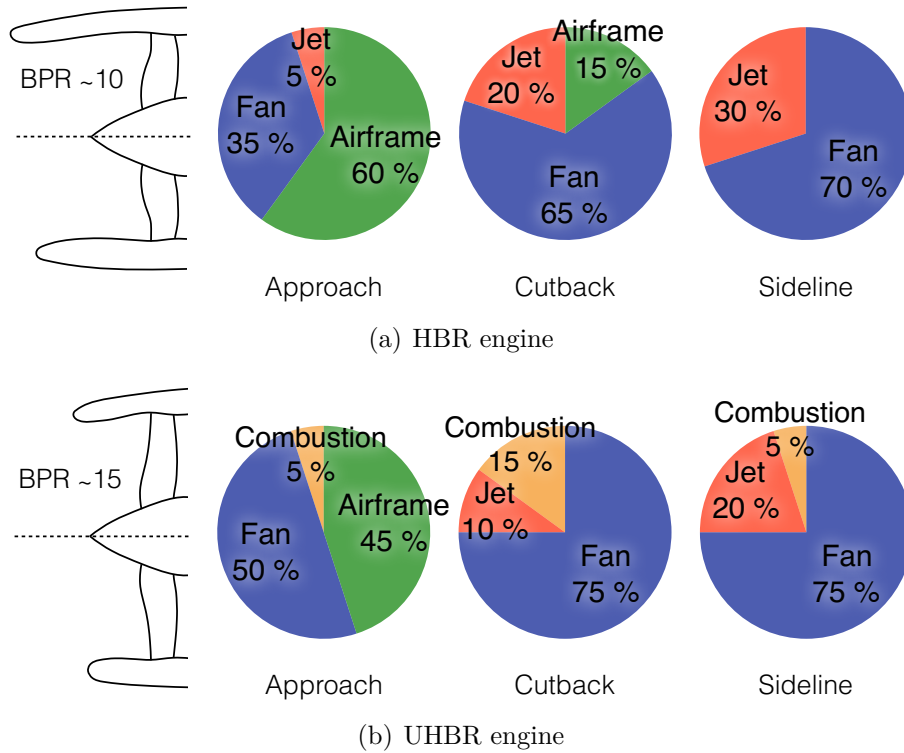 BPR ~10
Jet
5 %
Fan
35 %
Airframe
60 %
Airframe
15 %
Jet
20 %
Fan
65 %
Jet
30 %
Fan
70 %
Approach
Cutback
Sideline
(a) HBR engine
BPR ~15
Combustion
5 %
Airframe
45 %
Fan
50 %
Combustion
15 %
Jet
10 %
Fan
75 %
Combustion
5 %
Jet
20 %
Fan
75 %
Approach
Cutback
Sideline
(b) UHBR engine